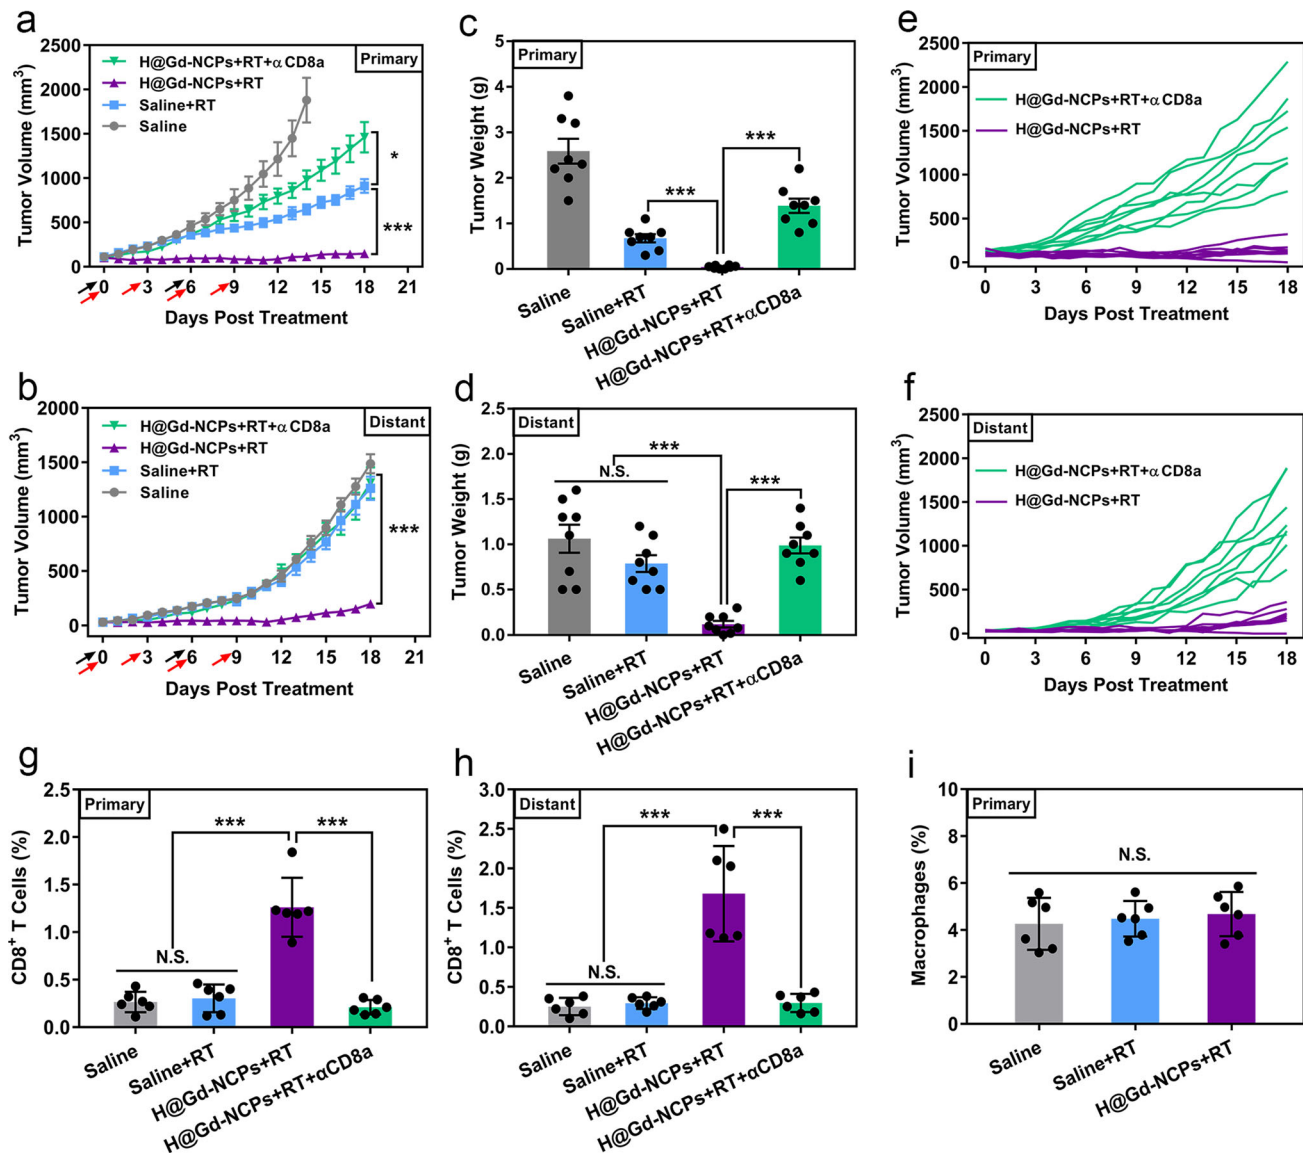 a
Tumor Volume (mm³)
2500
2000
1500
1000
500
0
H@Gd-NCPs+RT+αCD8a
H@Gd-NCPs+RT
Saline+RT
Saline
Primary
*
***
0 3 6 9 12 15 18 21
Days Post Treatment
c
Tumor Weight (g)
5
4
3
2
1
0
Primary
***
***
Saline
Saline+RT
H@Gd-NCPs+RT
H@Gd-NCPs+RT+αCD8a
e
Tumor Volume (mm³)
2500
2000
1500
1000
500
0
Primary
H@Gd-NCPs+RT+αCD8a
H@Gd-NCPs+RT
0 3 6 9 12 15 18
Days Post Treatment
b
Tumor Volume (mm³)
2000
1500
1000
500
0
H@Gd-NCPs+RT+αCD8a
H@Gd-NCPs+RT
Saline+RT
Saline
Distant
***
0 3 6 9 12 15 18 21
Days Post Treatment
d
Tumor Weight (g)
2.5
2.0
1.5
1.0
0.5
0.0
Distant
N.S.
***
***
Saline
Saline+RT
H@Gd-NCPs+RT
H@Gd-NCPs+RT+αCD8a
f
Tumor Volume (mm³)
2500
2000
1500
1000
500
0
Distant
H@Gd-NCPs+RT+αCD8a
H@Gd-NCPs+RT
0 3 6 9 12 15 18
Days Post Treatment
g
CD8⁺ T Cells (%)
2.5
2.0
1.5
1.0
0.5
0.0
Primary
N.S.
***
***
Saline
Saline+RT
H@Gd-NCPs+RT
H@Gd-NCPs+RT+αCD8a
h
CD8⁺ T Cells (%)
3.0
2.5
2.0
1.5
1.0
0.5
0.0
Distant
N.S.
***
***
Saline
Saline+RT
H@Gd-NCPs+RT
H@Gd-NCPs+RT+αCD8a
i
Macrophages (%)
10
8
6
4
2
0
Primary
N.S.
Saline
Saline+RT
H@Gd-NCPs+RT